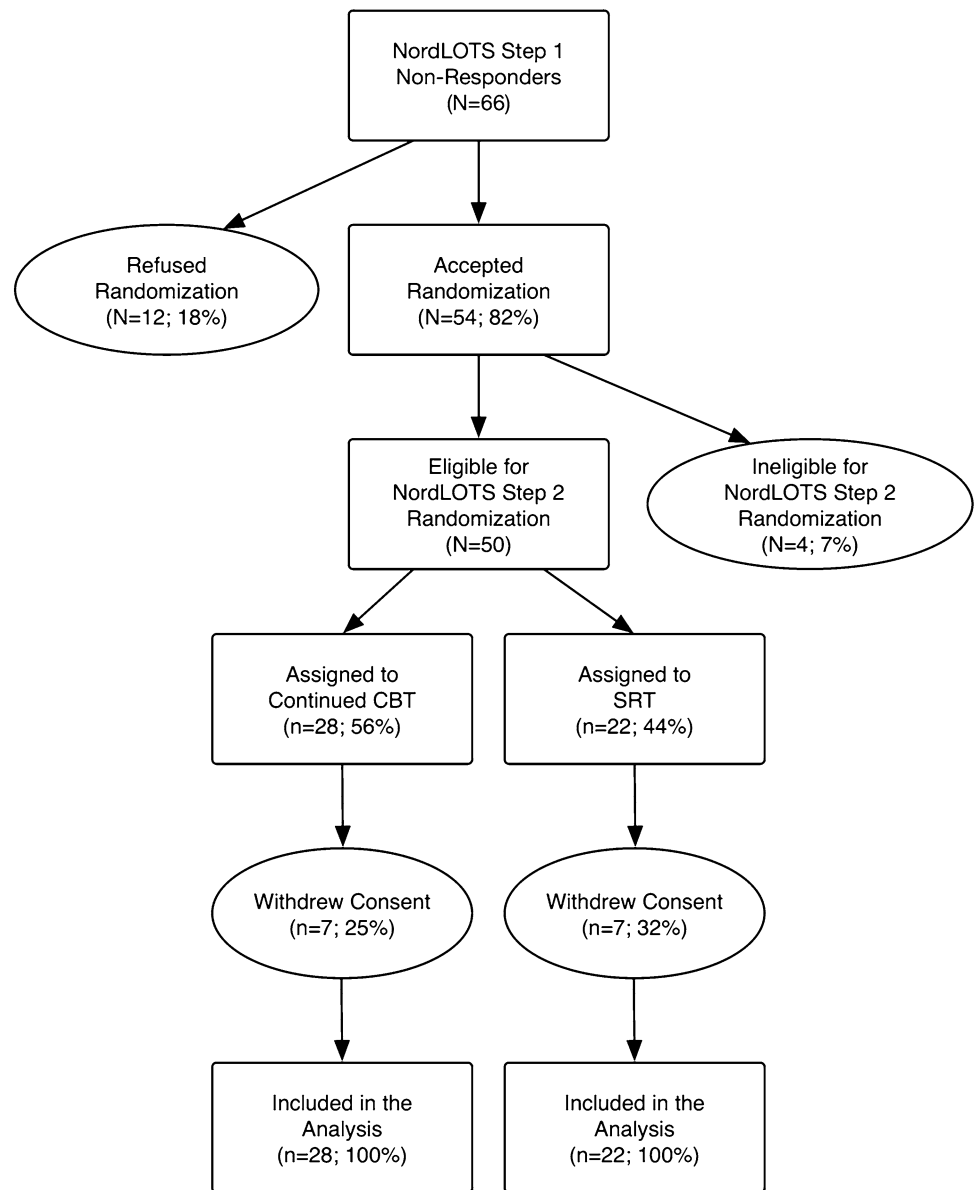 NordLOTS Step 1
Non-Responders
(N=66)
Refused
Randomization
(N=12; 18%)
Accepted
Randomization
(N=54; 82%)
Eligible for
NordLOTS Step 2
Randomization
(N=50)
Ineligible for
NordLOTS Step 2
Randomization
(N=4; 7%)
Assigned to
Continued CBT
(n=28; 56%)
Assigned to
SRT
(n=22; 44%)
Withdrew Consent
(n=7; 25%)
Withdrew Consent
(n=7; 32%)
Included in the
Analysis
(n=28; 100%)
Included in the
Analysis
(n=22; 100%)